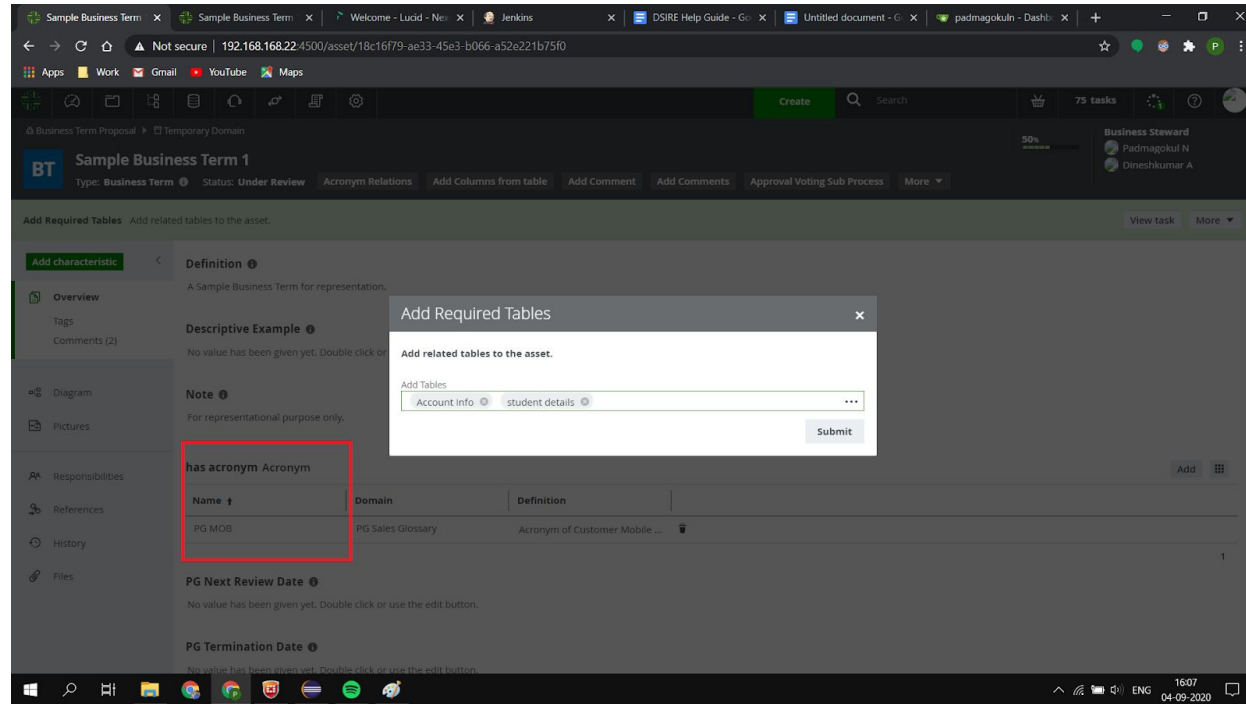 Sample Business Term
Sample Business Term
Welcome - Lucid - Nex
Jenkins
DSIRE Help Guide - Go
Untitled document - G
padmagokuln - Dashb
Not secure | 192.168.168.22:4500/asset/18c16f79-ae33-45e3-b066-a52e221b75f0
P
Apps Work Gmail YouTube Maps
Create Search 75 tasks
Business Term Proposal Temporary Domain
50%
Business Steward
Padmagokul N
Dineshkumar A
BT
Sample Business Term 1
Type: Business Term Status: Under Review Acronym Relations Add Columns from table Add Comment Add Comments Approval Voting Sub Process More
Add Required Tables Add related tables to the asset. View task More
Add characteristic
Overview
Tags
Comments (2)
Diagram
Pictures
Responsibilities
References
History
Files
Definition
A Sample Business Term for representation.
Descriptive Example
No value has been given yet. Double click or
Note
For representational purpose only.
Add Required Tables
Add related tables to the asset.
Add Tables
Account Info student details
Submit
has acronym Acronym Add
Name Domain Definition
PG MOB PG Sales Glossary Acronym of Customer Mobile ...
1
PG Next Review Date
No value has been given yet. Double click or use the edit button.
PG Termination Date
No value has been given yet. Double click or use the edit button.
ENG
16:07
04-09-2020